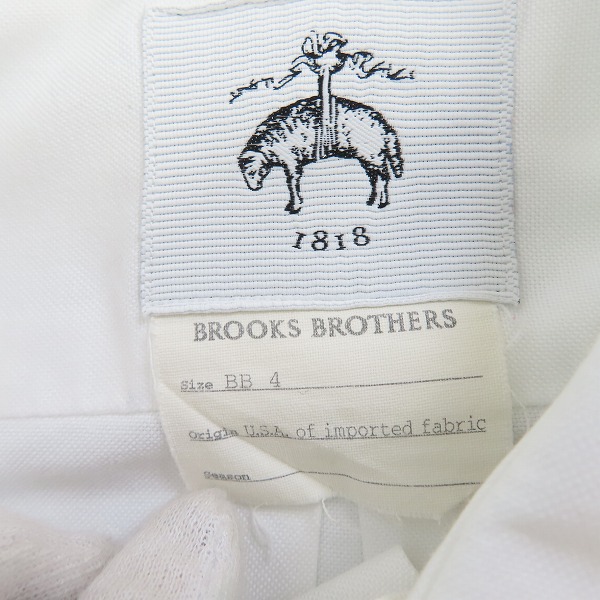 1818
BROOKS BROTHERS
Size BB 4
Origin U.S.A. of imported fabric
Season